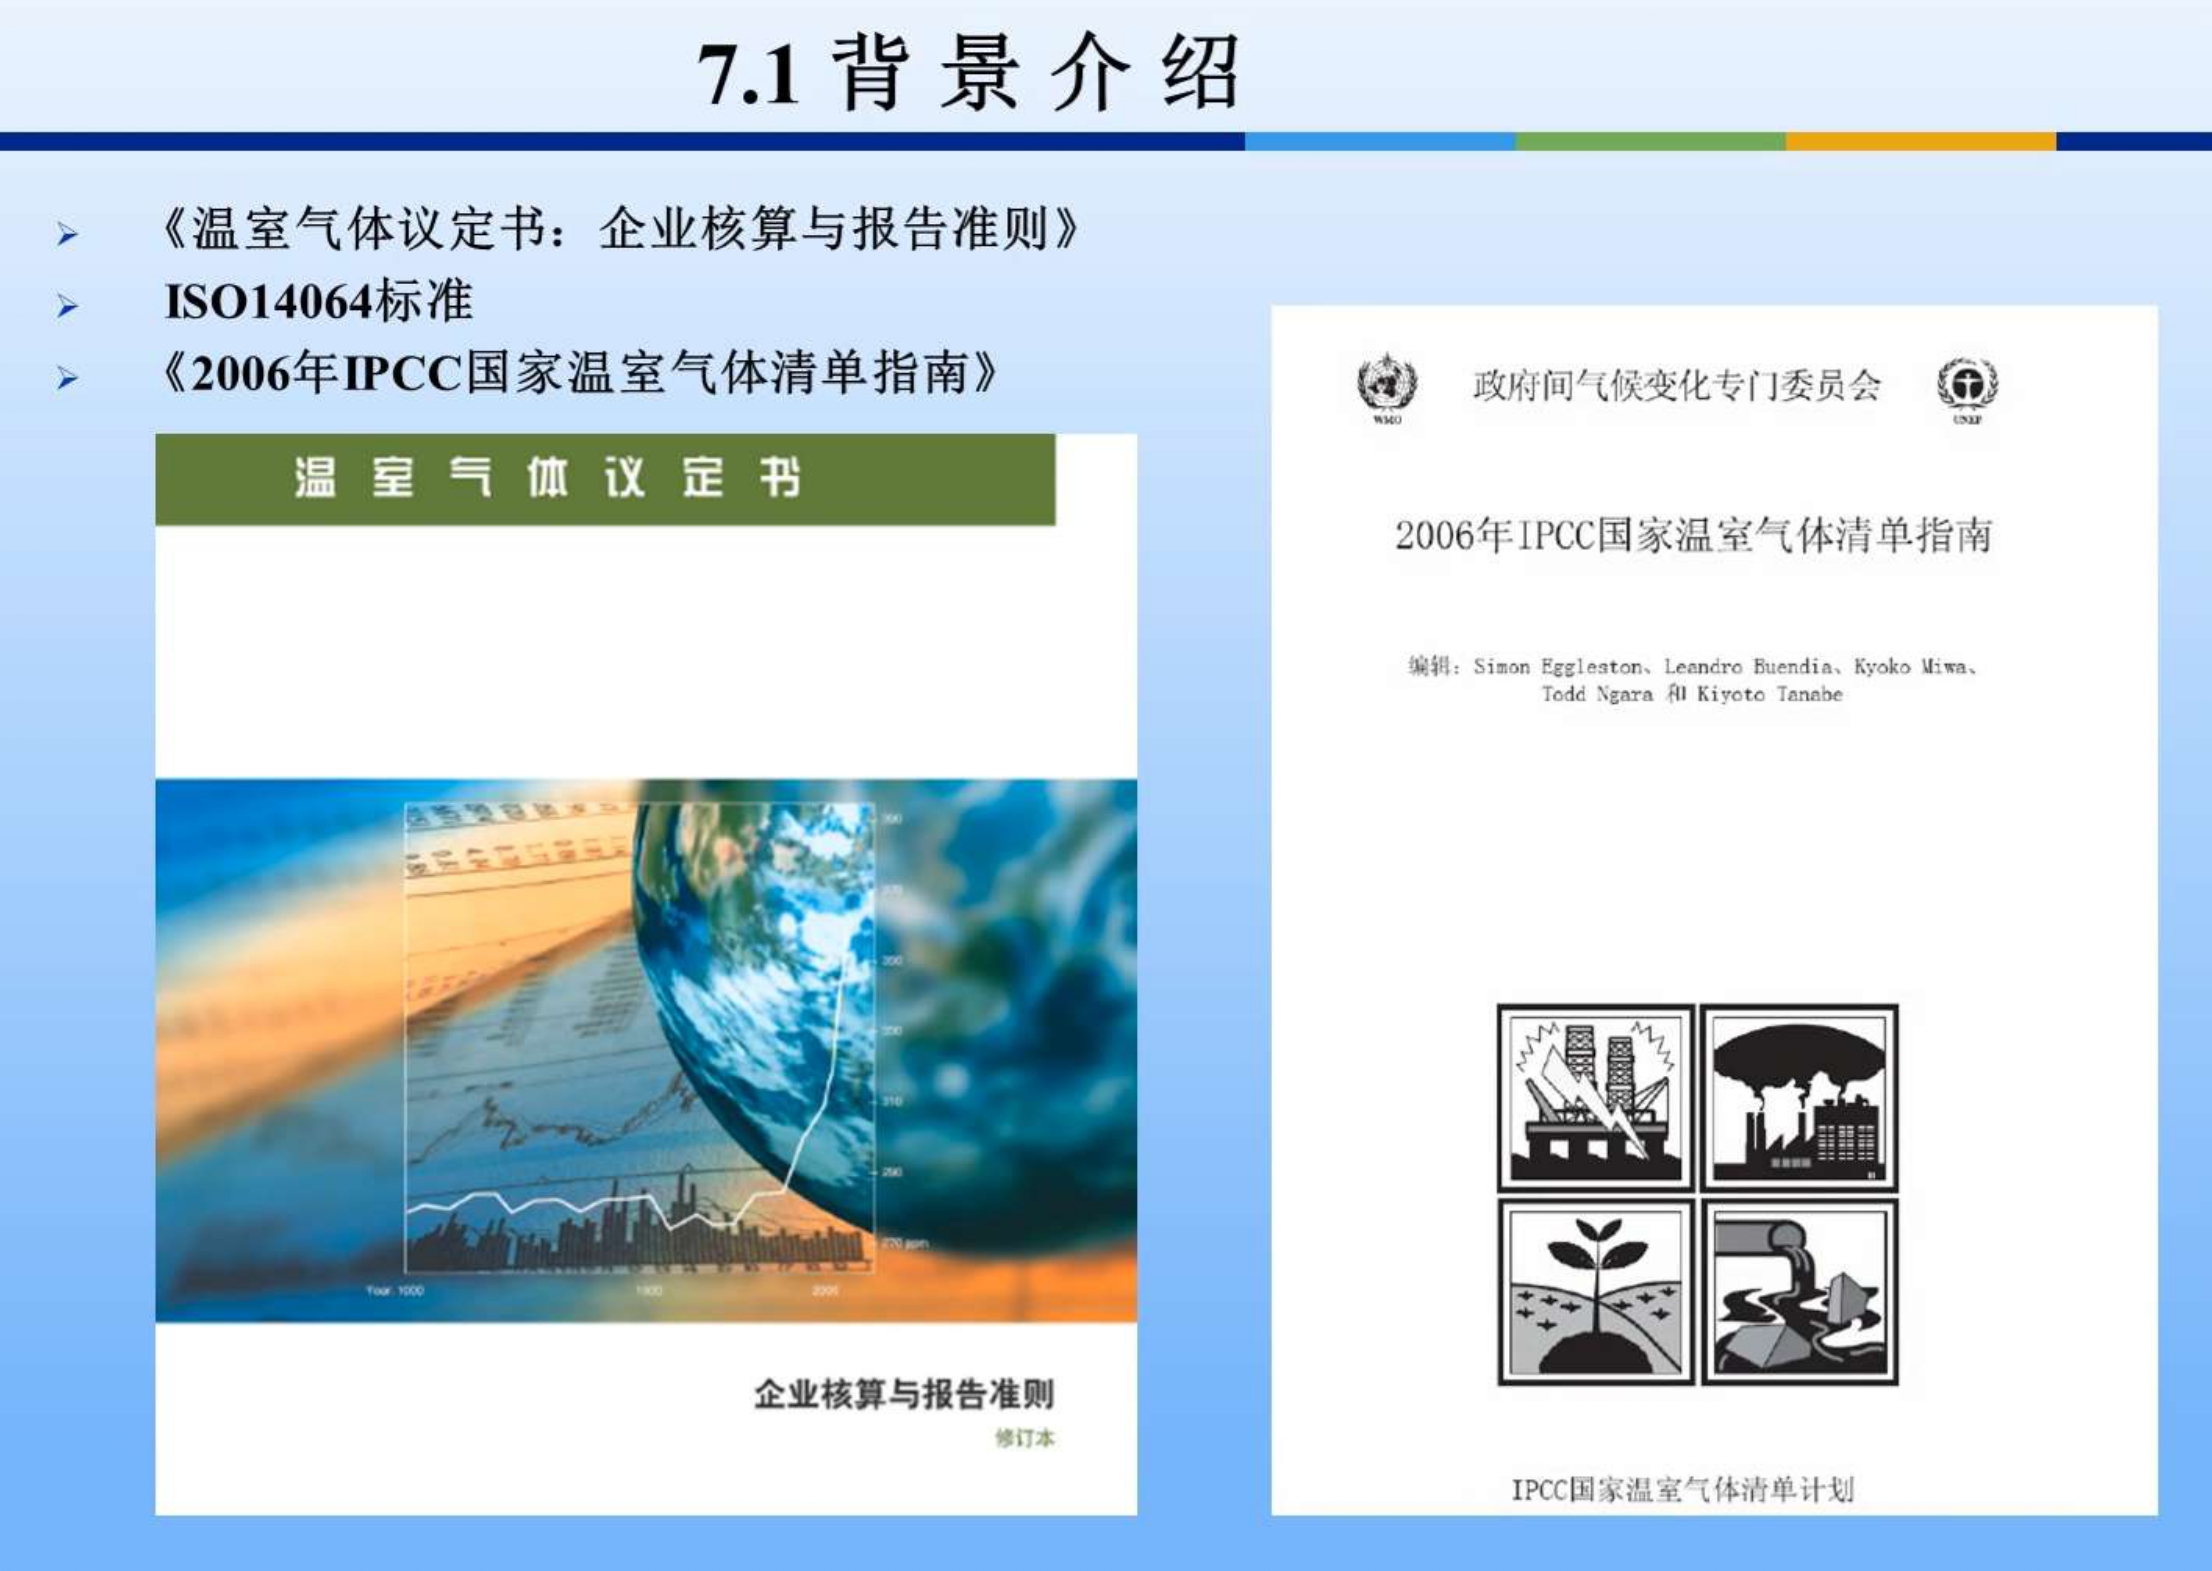 7.1 背景介绍
《温室气体议定书：企业核算与报告准则》
ISO14064标准
《2006年IPCC国家温室气体清单指南》
温室气体议定书
270 ppm
Year: 1000
企业核算与报告准则
修订本
政府间气候变化专门委员会
WMO
UNEP
2006年IPCC国家温室气体清单指南
编辑：Simon Eggleston、Leandro Buendia、Kyoko Miwa、
Todd Ngara 和 Kiyoto Tanabe
IPCC国家温室气体清单计划